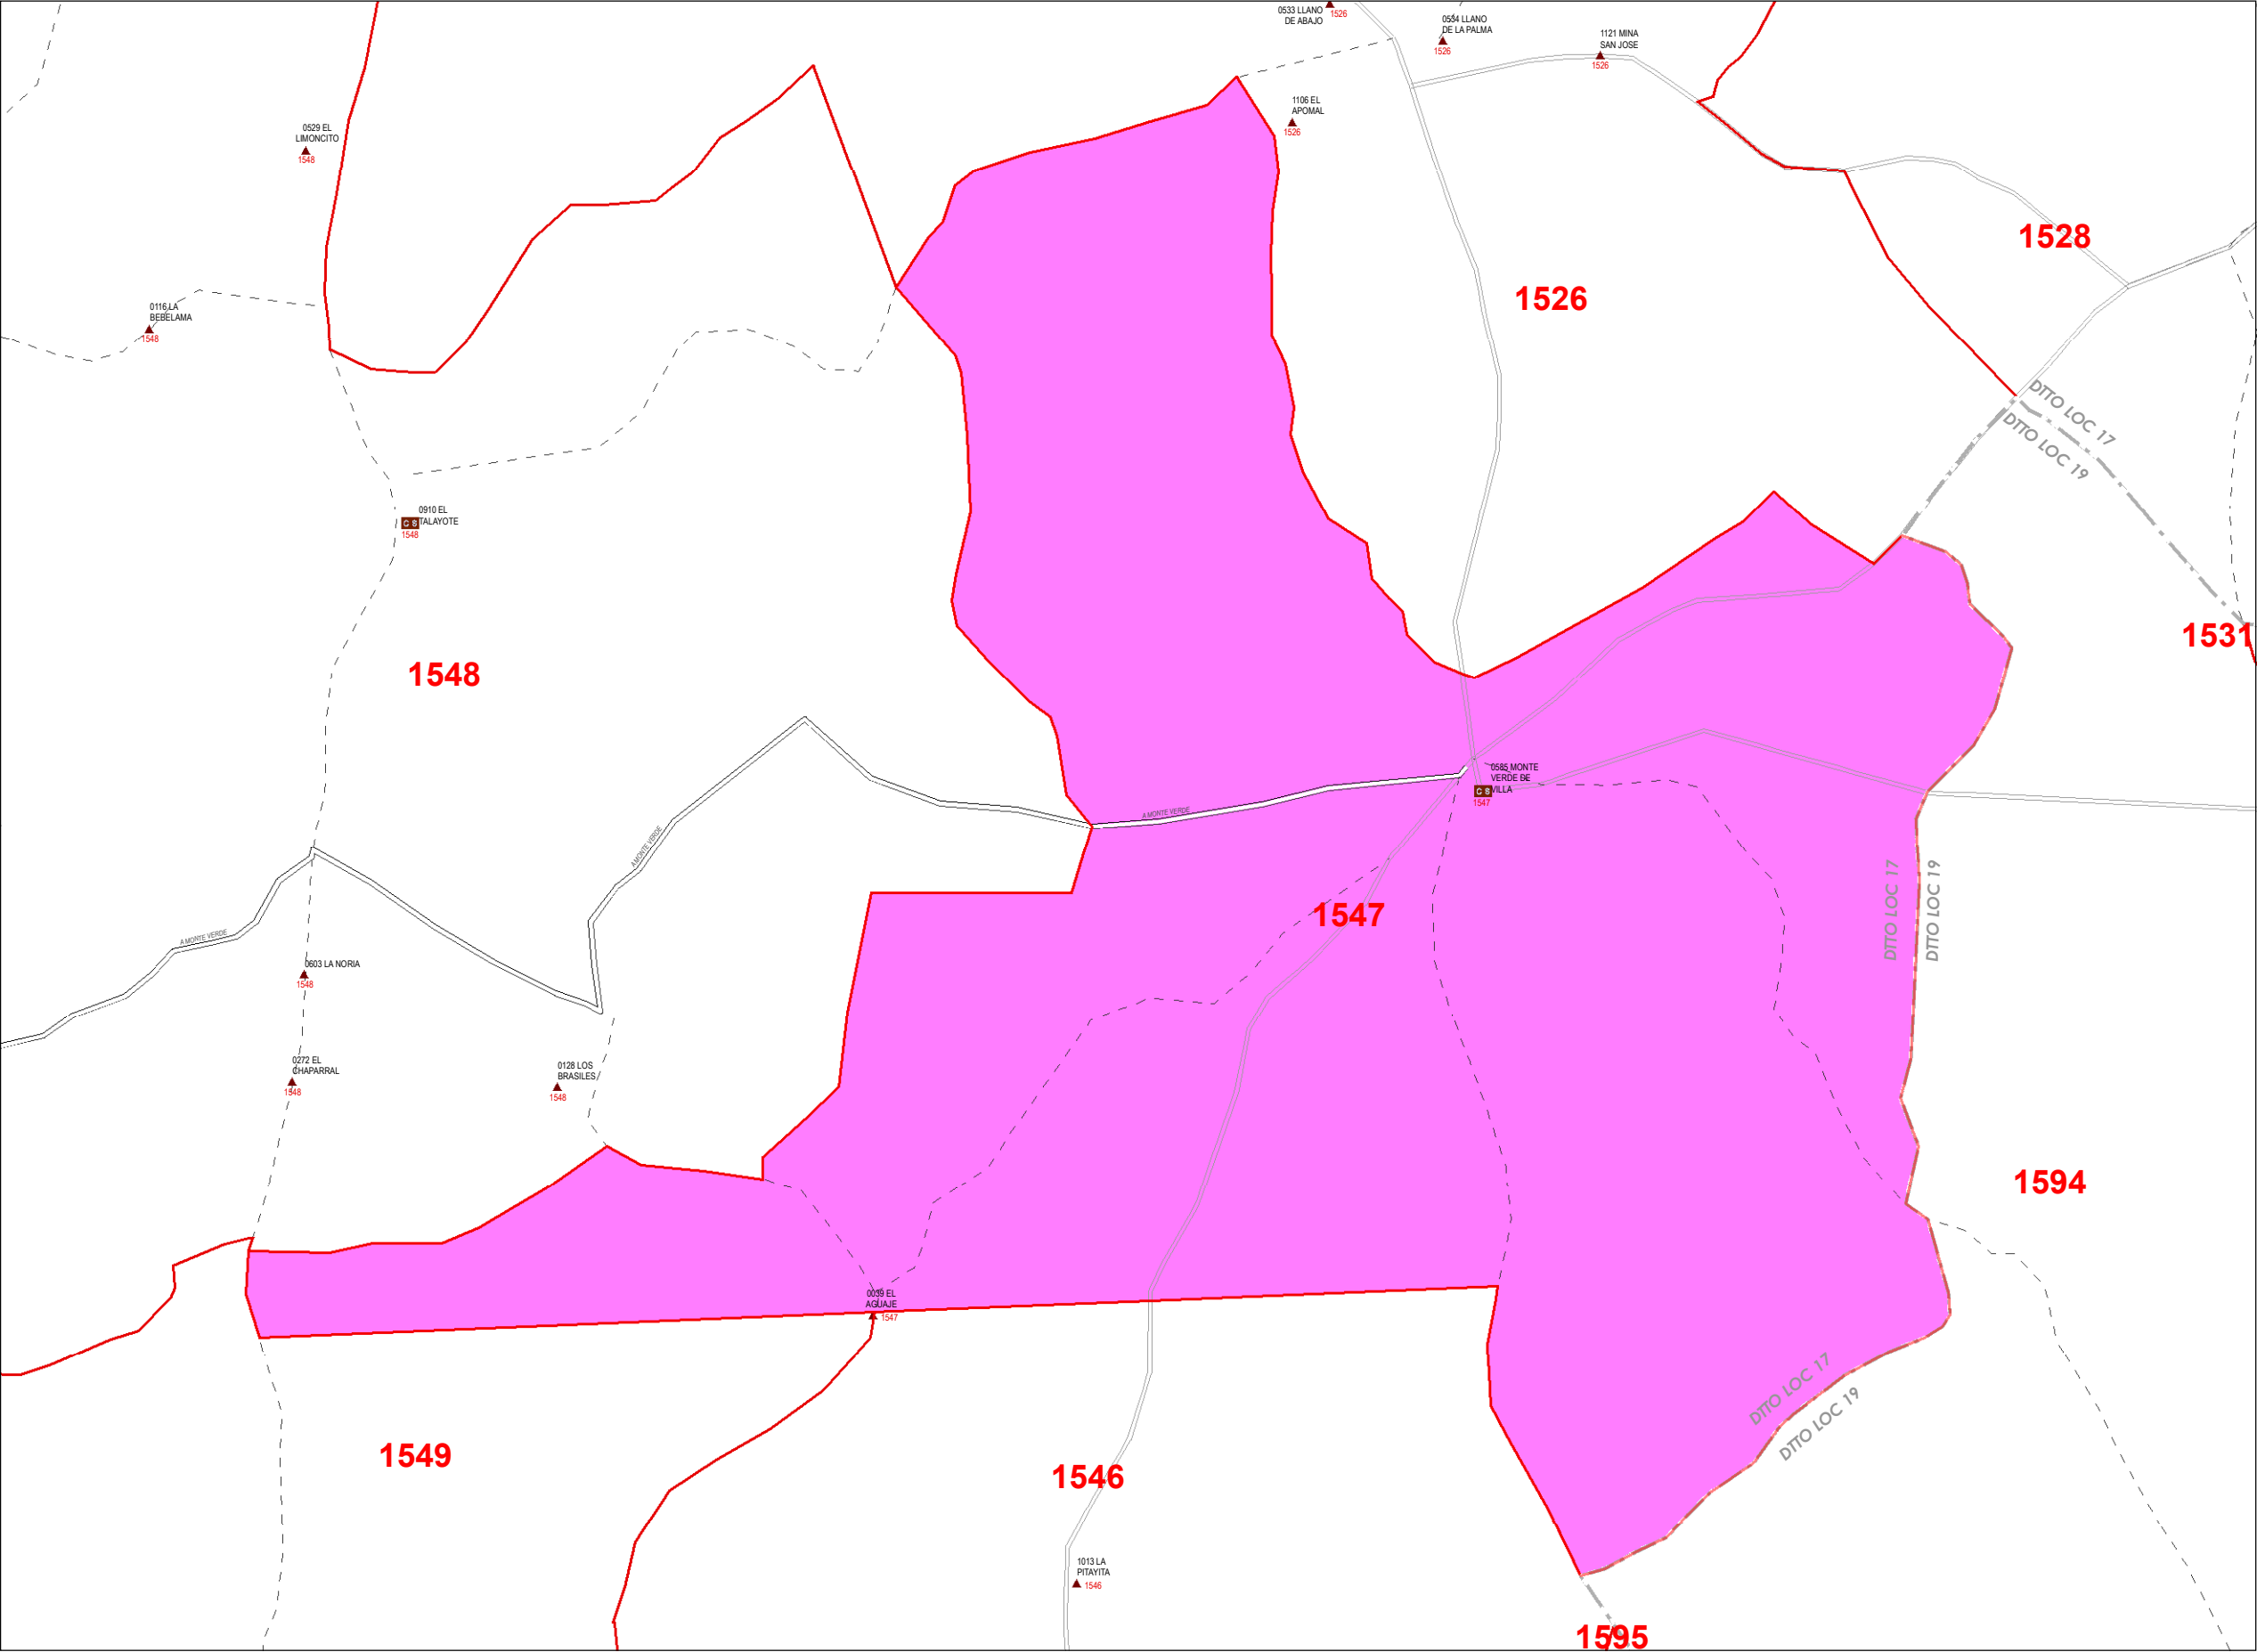 0533 LLANO
DE ABAJO
1526
0534 LLANO
DE LA PALMA
1526
1121 MINA
SAN JOSE
1526
1106 EL
APOMAL
1526
0529 EL
LIMONCITO
1548
1528
1526
0116 LA
BEBELAMA
1548
DTTO LOC 17
DTTO LOC 19
0910 EL
TALAYOTE
C S
1548
1531
1548
0585 MONTE
VERDE DE
VILLA
C S
1547
A MONTE VERDE
A MONTE VERDE
A MONTE VERDE
1547
DTTO LOC 17
DTTO LOC 19
0603 LA NORIA
1548
0272 EL
CHAPARRAL
1548
0128 LOS
BRASILES
1548
1594
0039 EL
AGUAJE
1547
DTTO LOC 17
DTTO LOC 19
1549
1546
1013 LA
PITAYITA
1546
1595